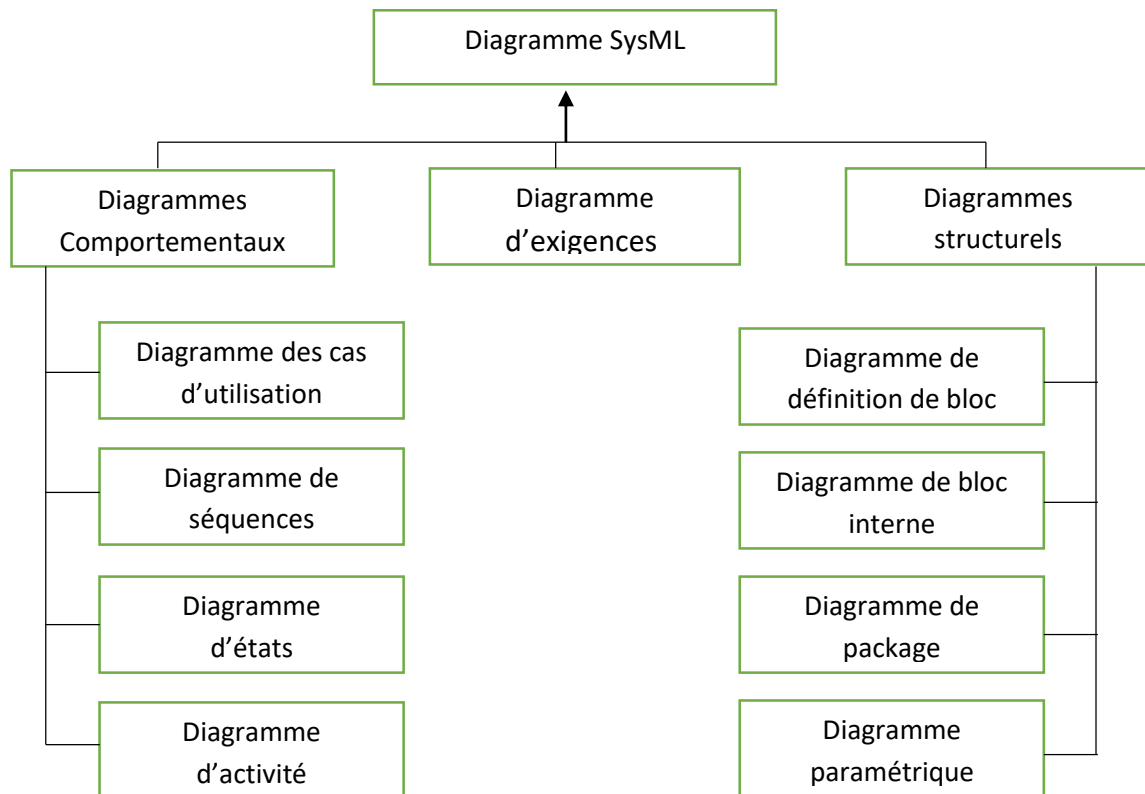 Diagramme SysML
Diagrammes
Comportementaux
Diagramme
d’exigences
Diagrammes
structurels
Diagramme des cas
d’utilisation
Diagramme de
séquences
Diagramme
d’états
Diagramme
d’activité
Diagramme de
définition de bloc
Diagramme de bloc
interne
Diagramme de
package
Diagramme
paramétrique